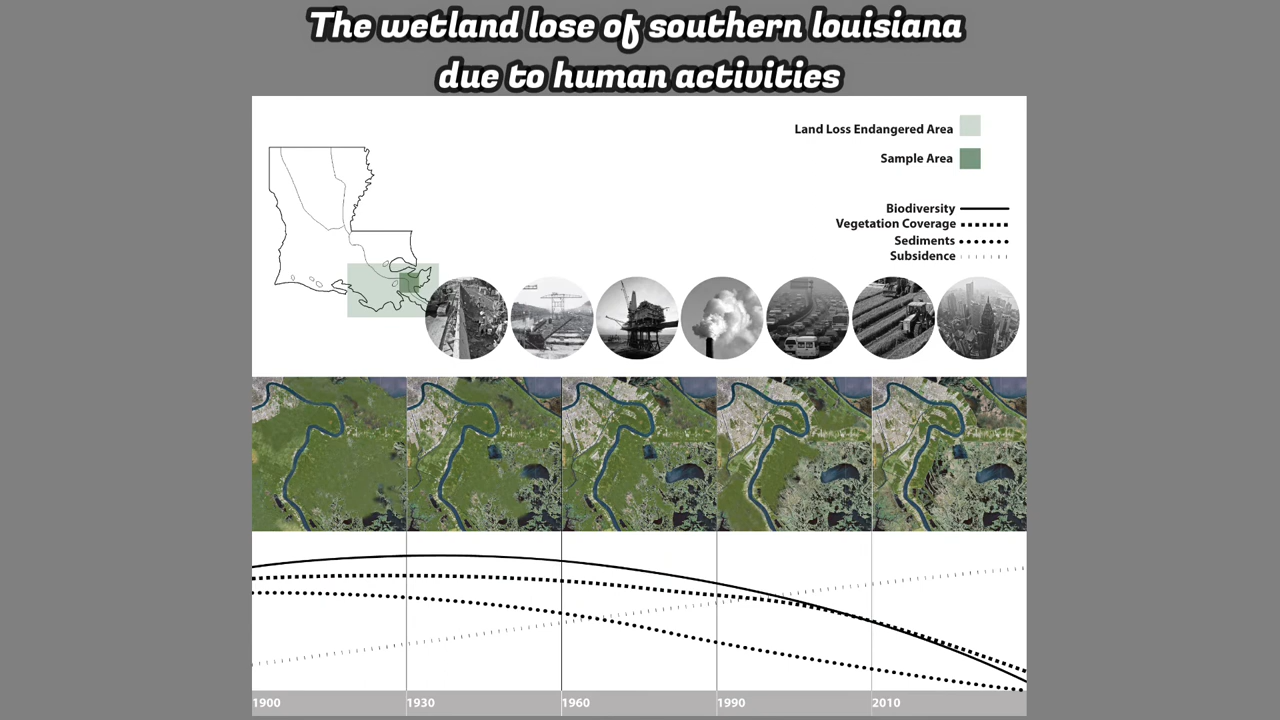 The wetland lose of southern louisiana
due to human activities
Land Loss Endangered Area
Sample Area
Biodiversity
Vegetation Coverage
Sediments
Subsidence
1900
1930
1960
1990
2010